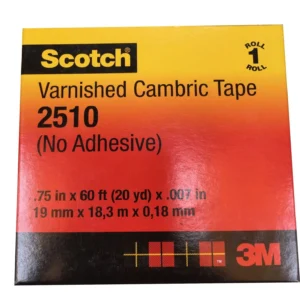 Scotch
ROLL
1
ROLL
Varnished Cambric Tape
2510
(No Adhesive)
.75 in x 60 ft (20 yd) x .007 in
19 mm x 18,3 m x 0,18 mm
™
3M